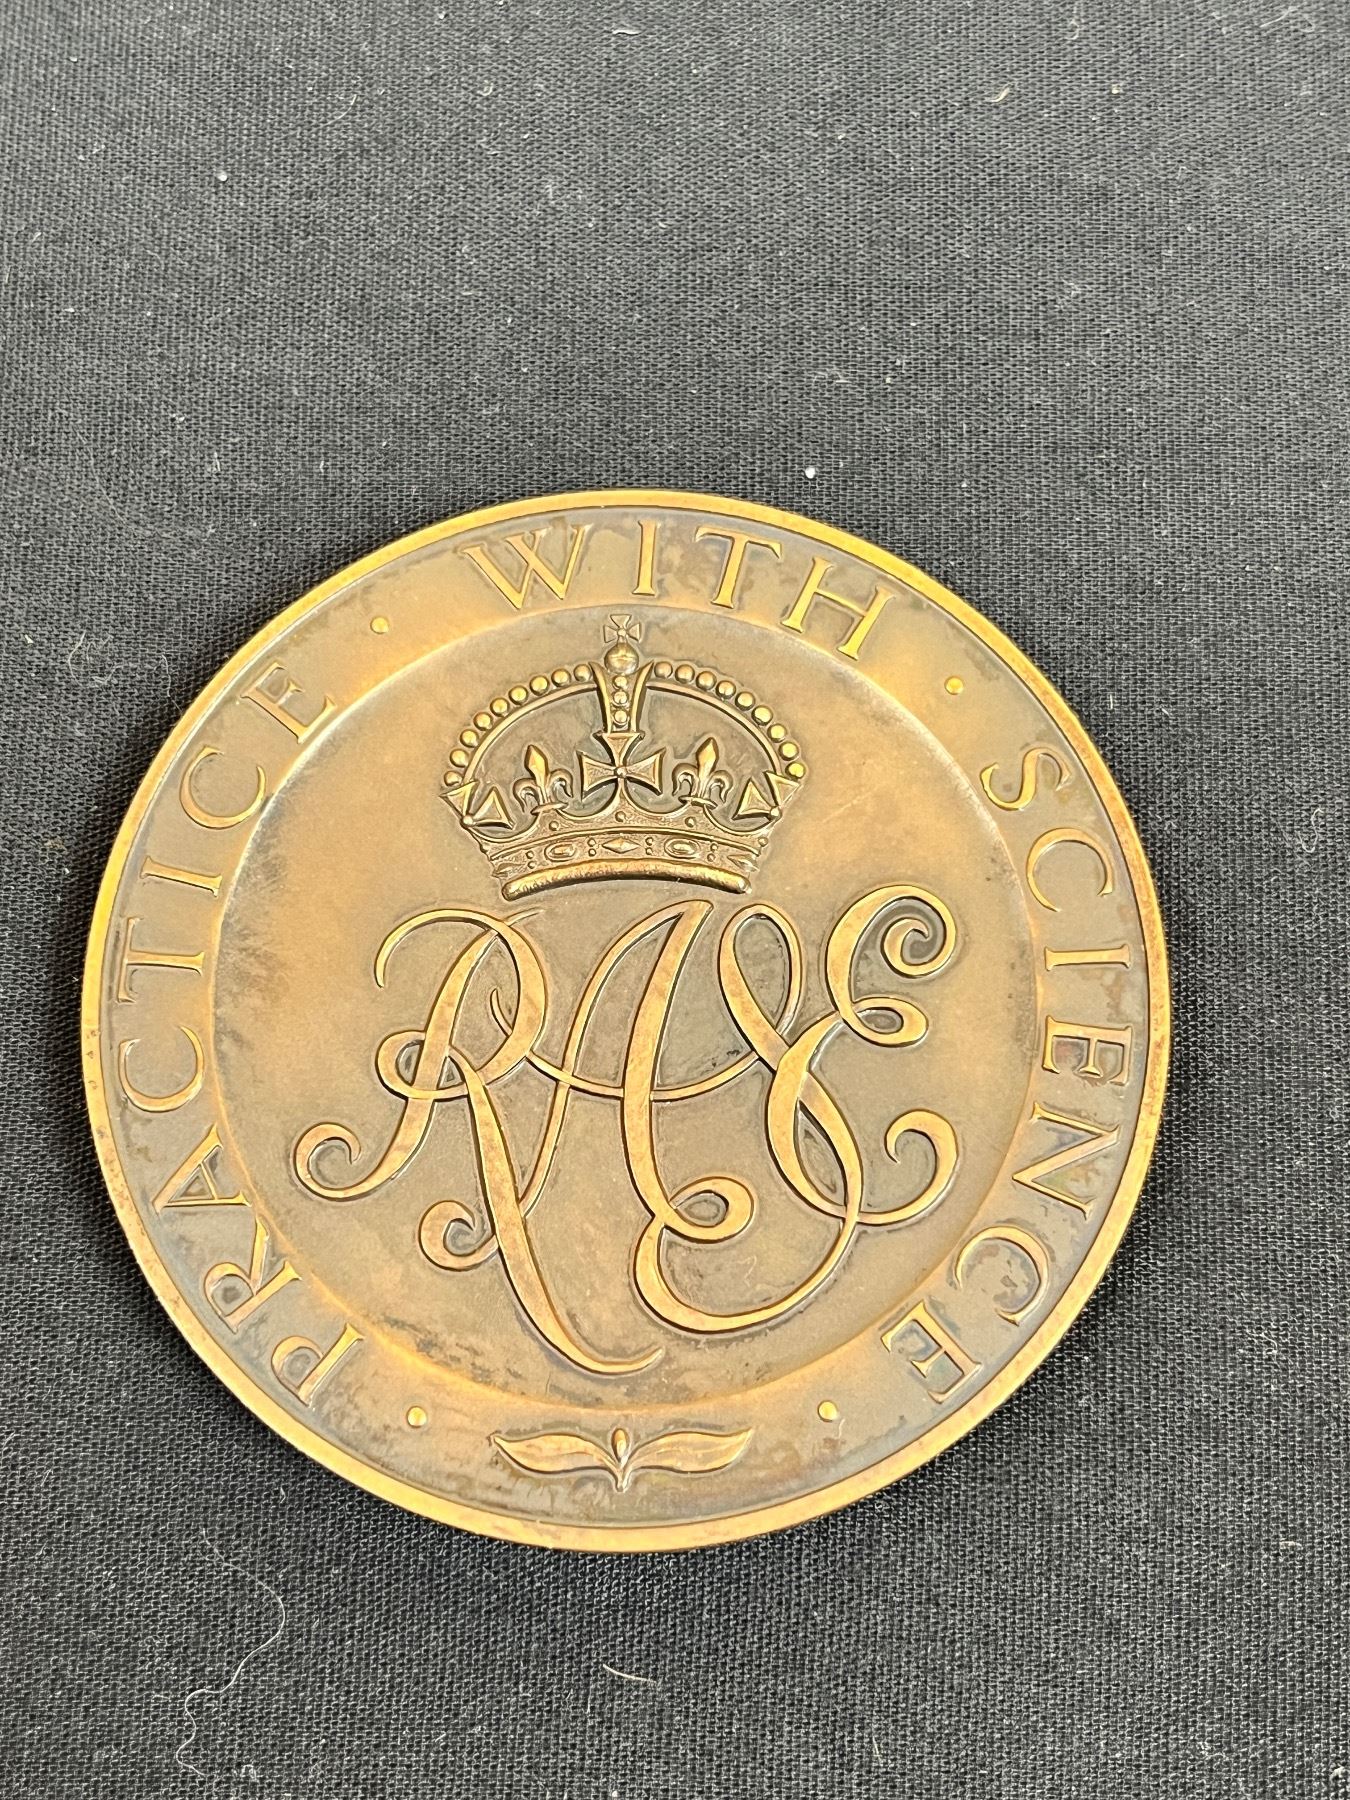 · PRACTICE · WITH · SCIENCE ·
RASE